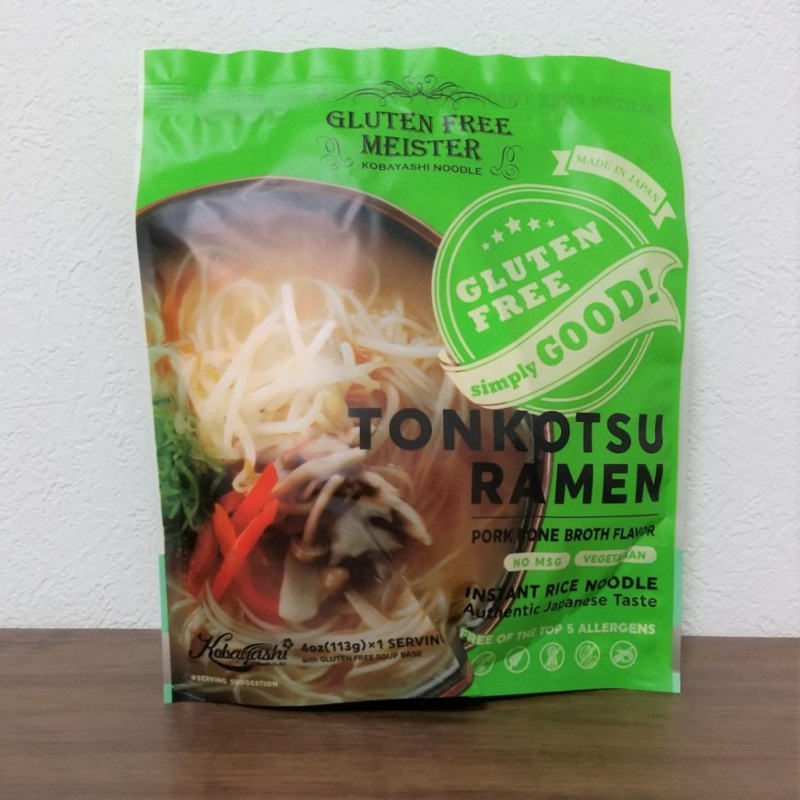 GLUTEN FREE
MEISTER
KOBAYASHI NOODLE
MADE IN JAPAN
GLUTEN
FREE
simply GOOD!
TONKOTSU
RAMEN
PORK BONE BROTH FLAVOR
NO MSG VEGETARIAN
INSTANT RICE NOODLE
Authentic Japanese Taste
FREE OF THE TOP 5 ALLERGENS
Kobayashi
4oz(113g)×1 SERVIN
with GLUTEN FREE SOUP BASE
#SERVING SUGGESTION